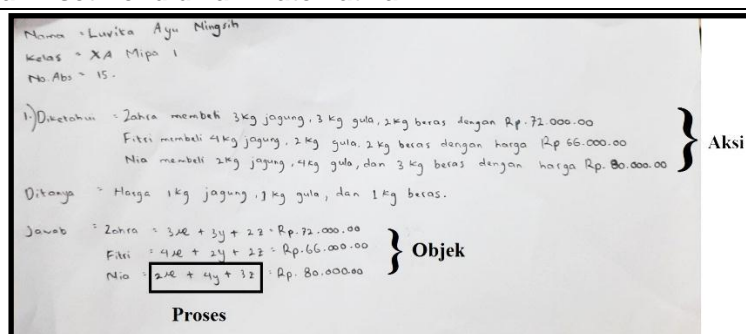 Nama : Luvita Ayu Ningsih
Kelas = XA Mipa 1
No. Abs = 15.
1.) Diketahui = Zahra membeli 3kg jagung, 3 kg gula, 2kg beras dengan Rp. 72.000.00
Fitri membeli 4kg jagung, 2kg gula, 2 kg beras dengan harga Rp 66.000.00
Nia membeli 2kg jagung, 4kg gula, dan 3 kg beras dengan harga Rp. 80.000.00
Aksi
Ditanya = Harga 1kg jagung, 1 kg gula, dan 1 kg beras.
Jawab = Zahra = 3x + 3y + 2z = Rp. 72.000.00
Fitri = 4x + 2y + 2z = Rp. 66.000.00
Objek
Nia = 2x + 4y + 3z = Rp. 80.000.00
Proses